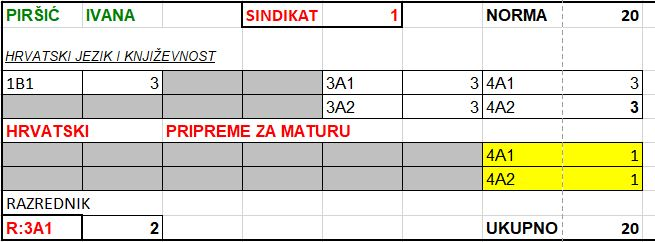 PIRŠIĆ IVANA SINDIKAT 1 NORMA 20
HRVATSKI JEZIK I KNJIŽEVNOST
1B1 3 3A1 3 4A1 3
3A2 3 4A2 3
HRVATSKI PRIPREME ZA MATURU
4A1 1
4A2 1
RAZREDNIK
R:3A1 2 UKUPNO 20